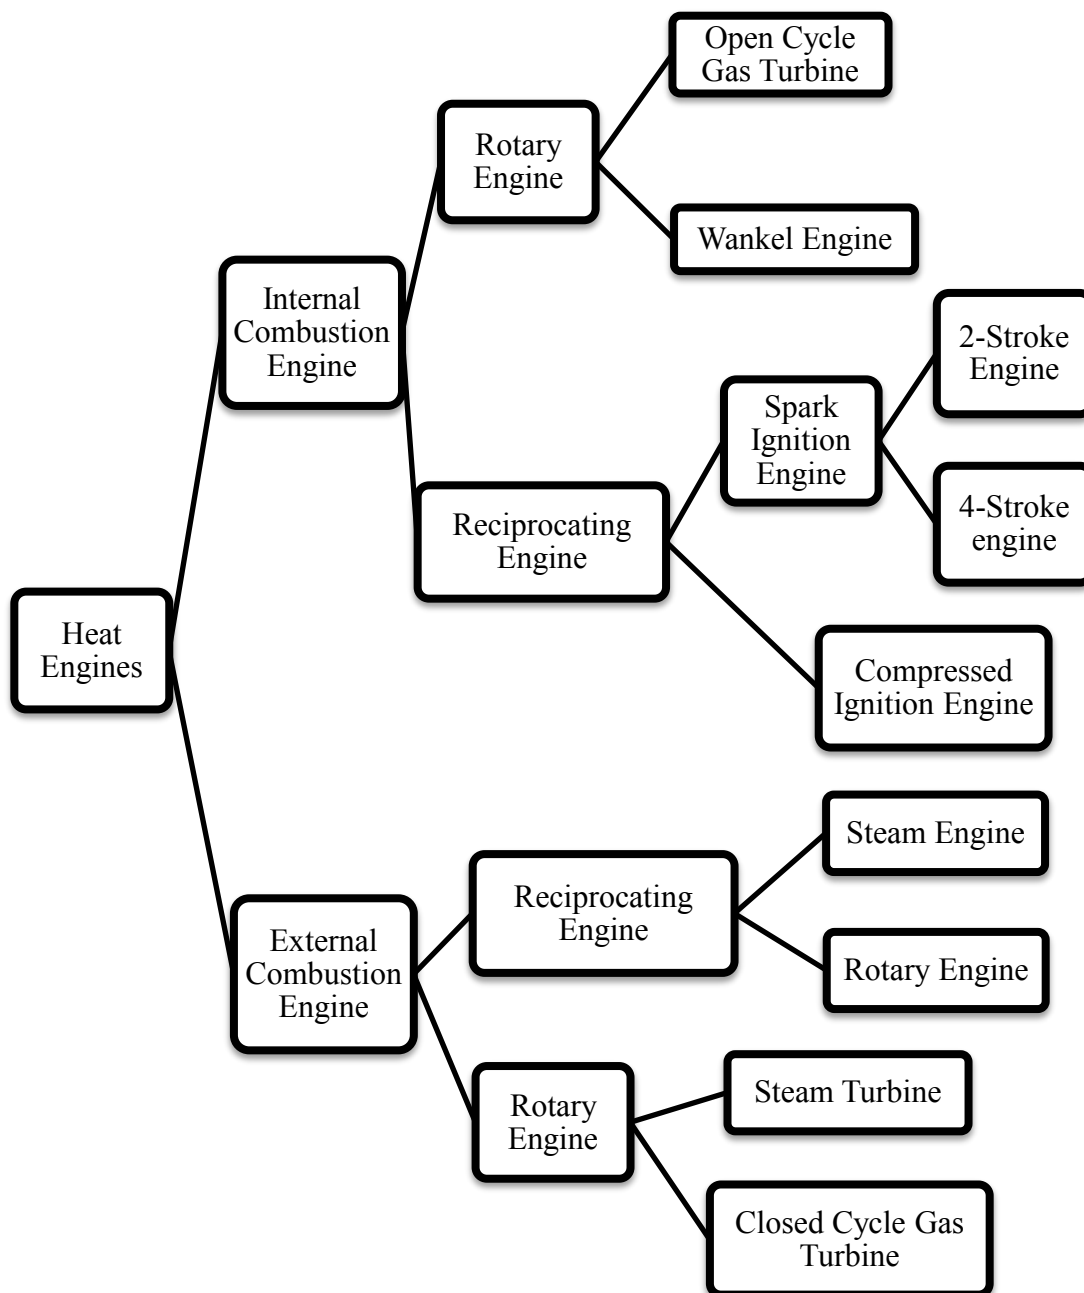 Open Cycle
Gas Turbine
Rotary
Engine
Wankel Engine
Internal
Combustion
Engine
2-Stroke
Engine
Spark
Ignition
Engine
4-Stroke
engine
Reciprocating
Engine
Heat
Engines
Compressed
Ignition Engine
Steam Engine
Reciprocating
Engine
External
Combustion
Engine
Rotary Engine
Rotary
Engine
Steam Turbine
Closed Cycle Gas
Turbine